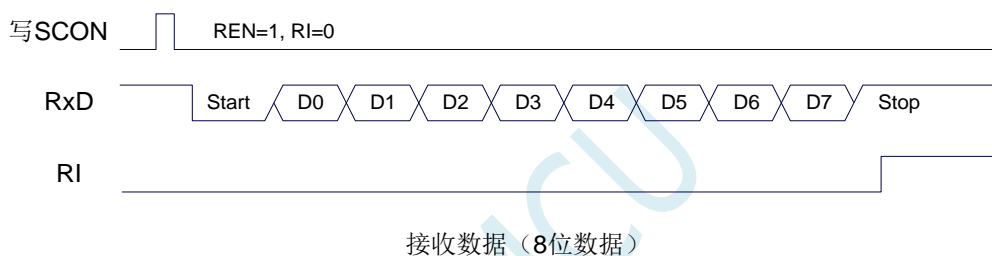 写SCON REN=1, RI=0
RxD Start D0 D1 D2 D3 D4 D5 D6 D7 Stop
RI
接收数据（8位数据）